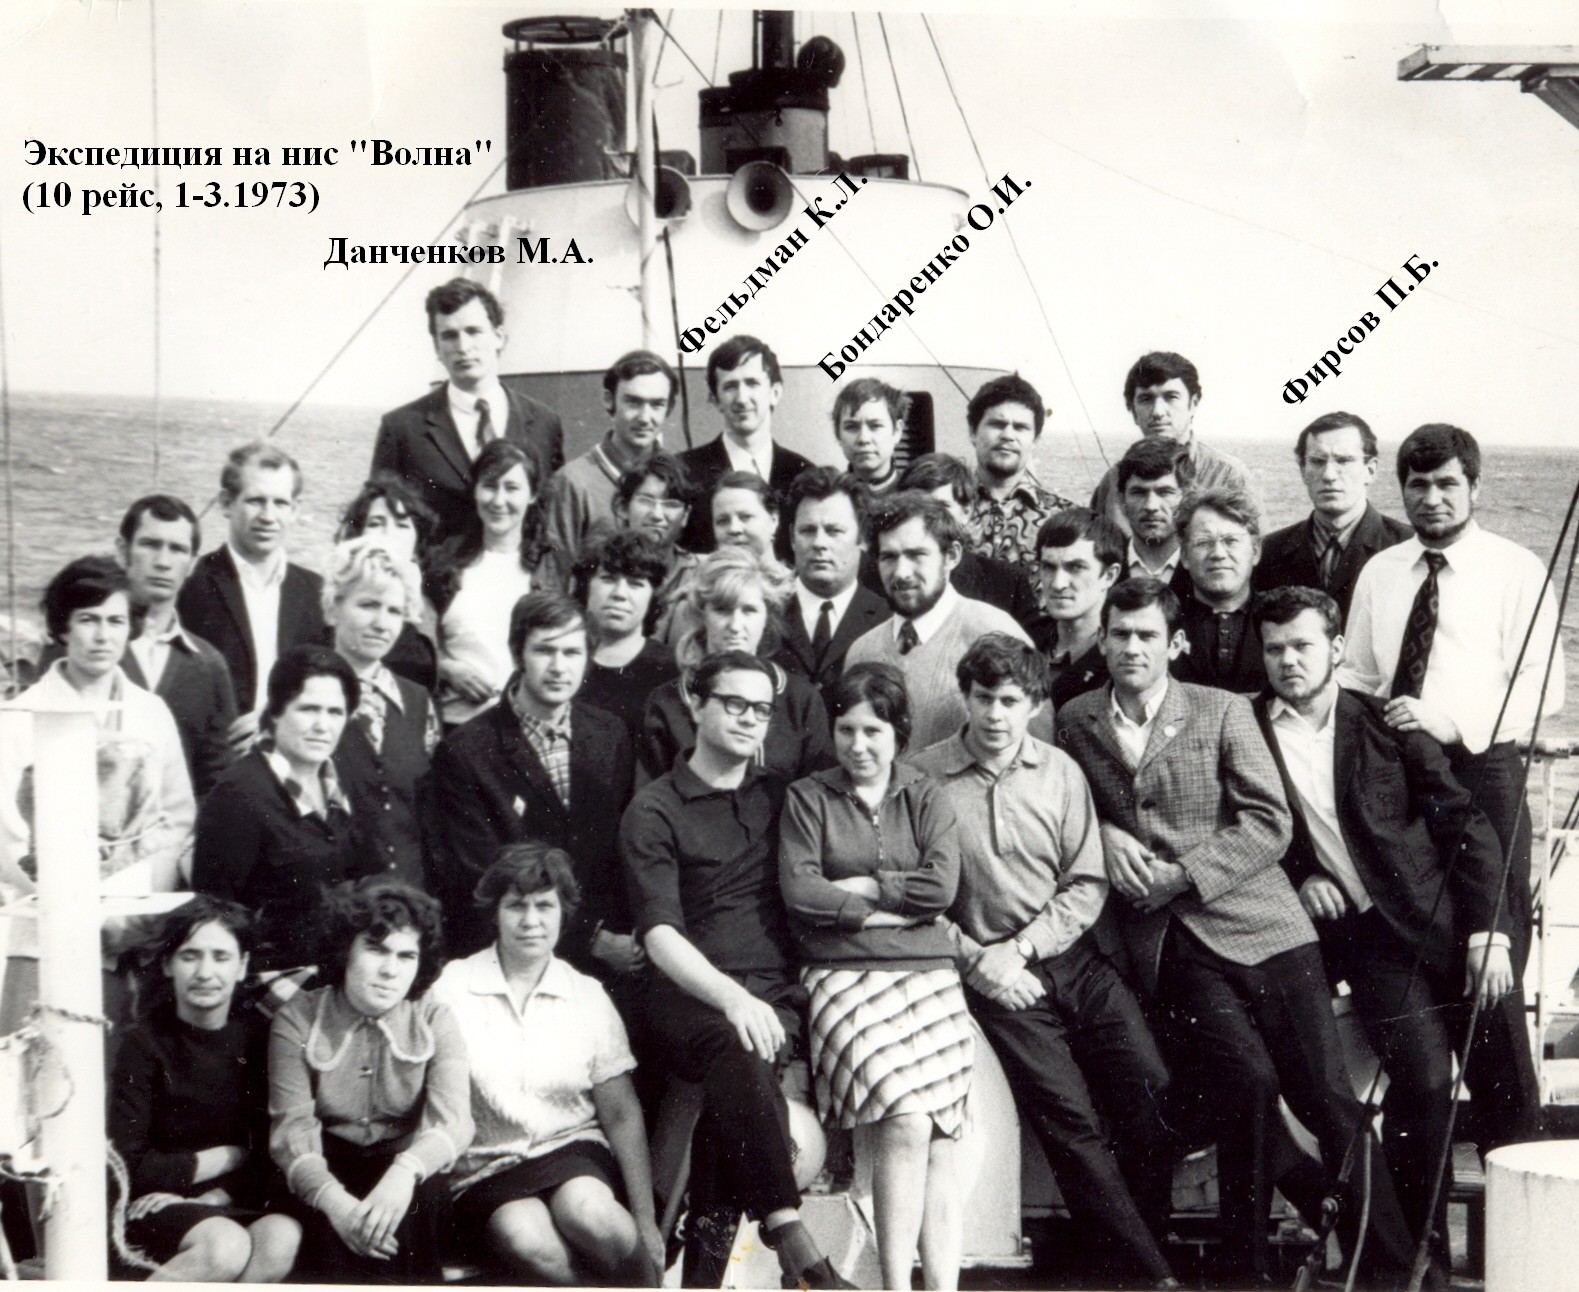 Экспедиция на нис "Волна"
(10 рейс, 1-3.1973)
Данченков М.А.
Фельдман К.Л.
Бондаренко О.И.
Фирсов П.Б.